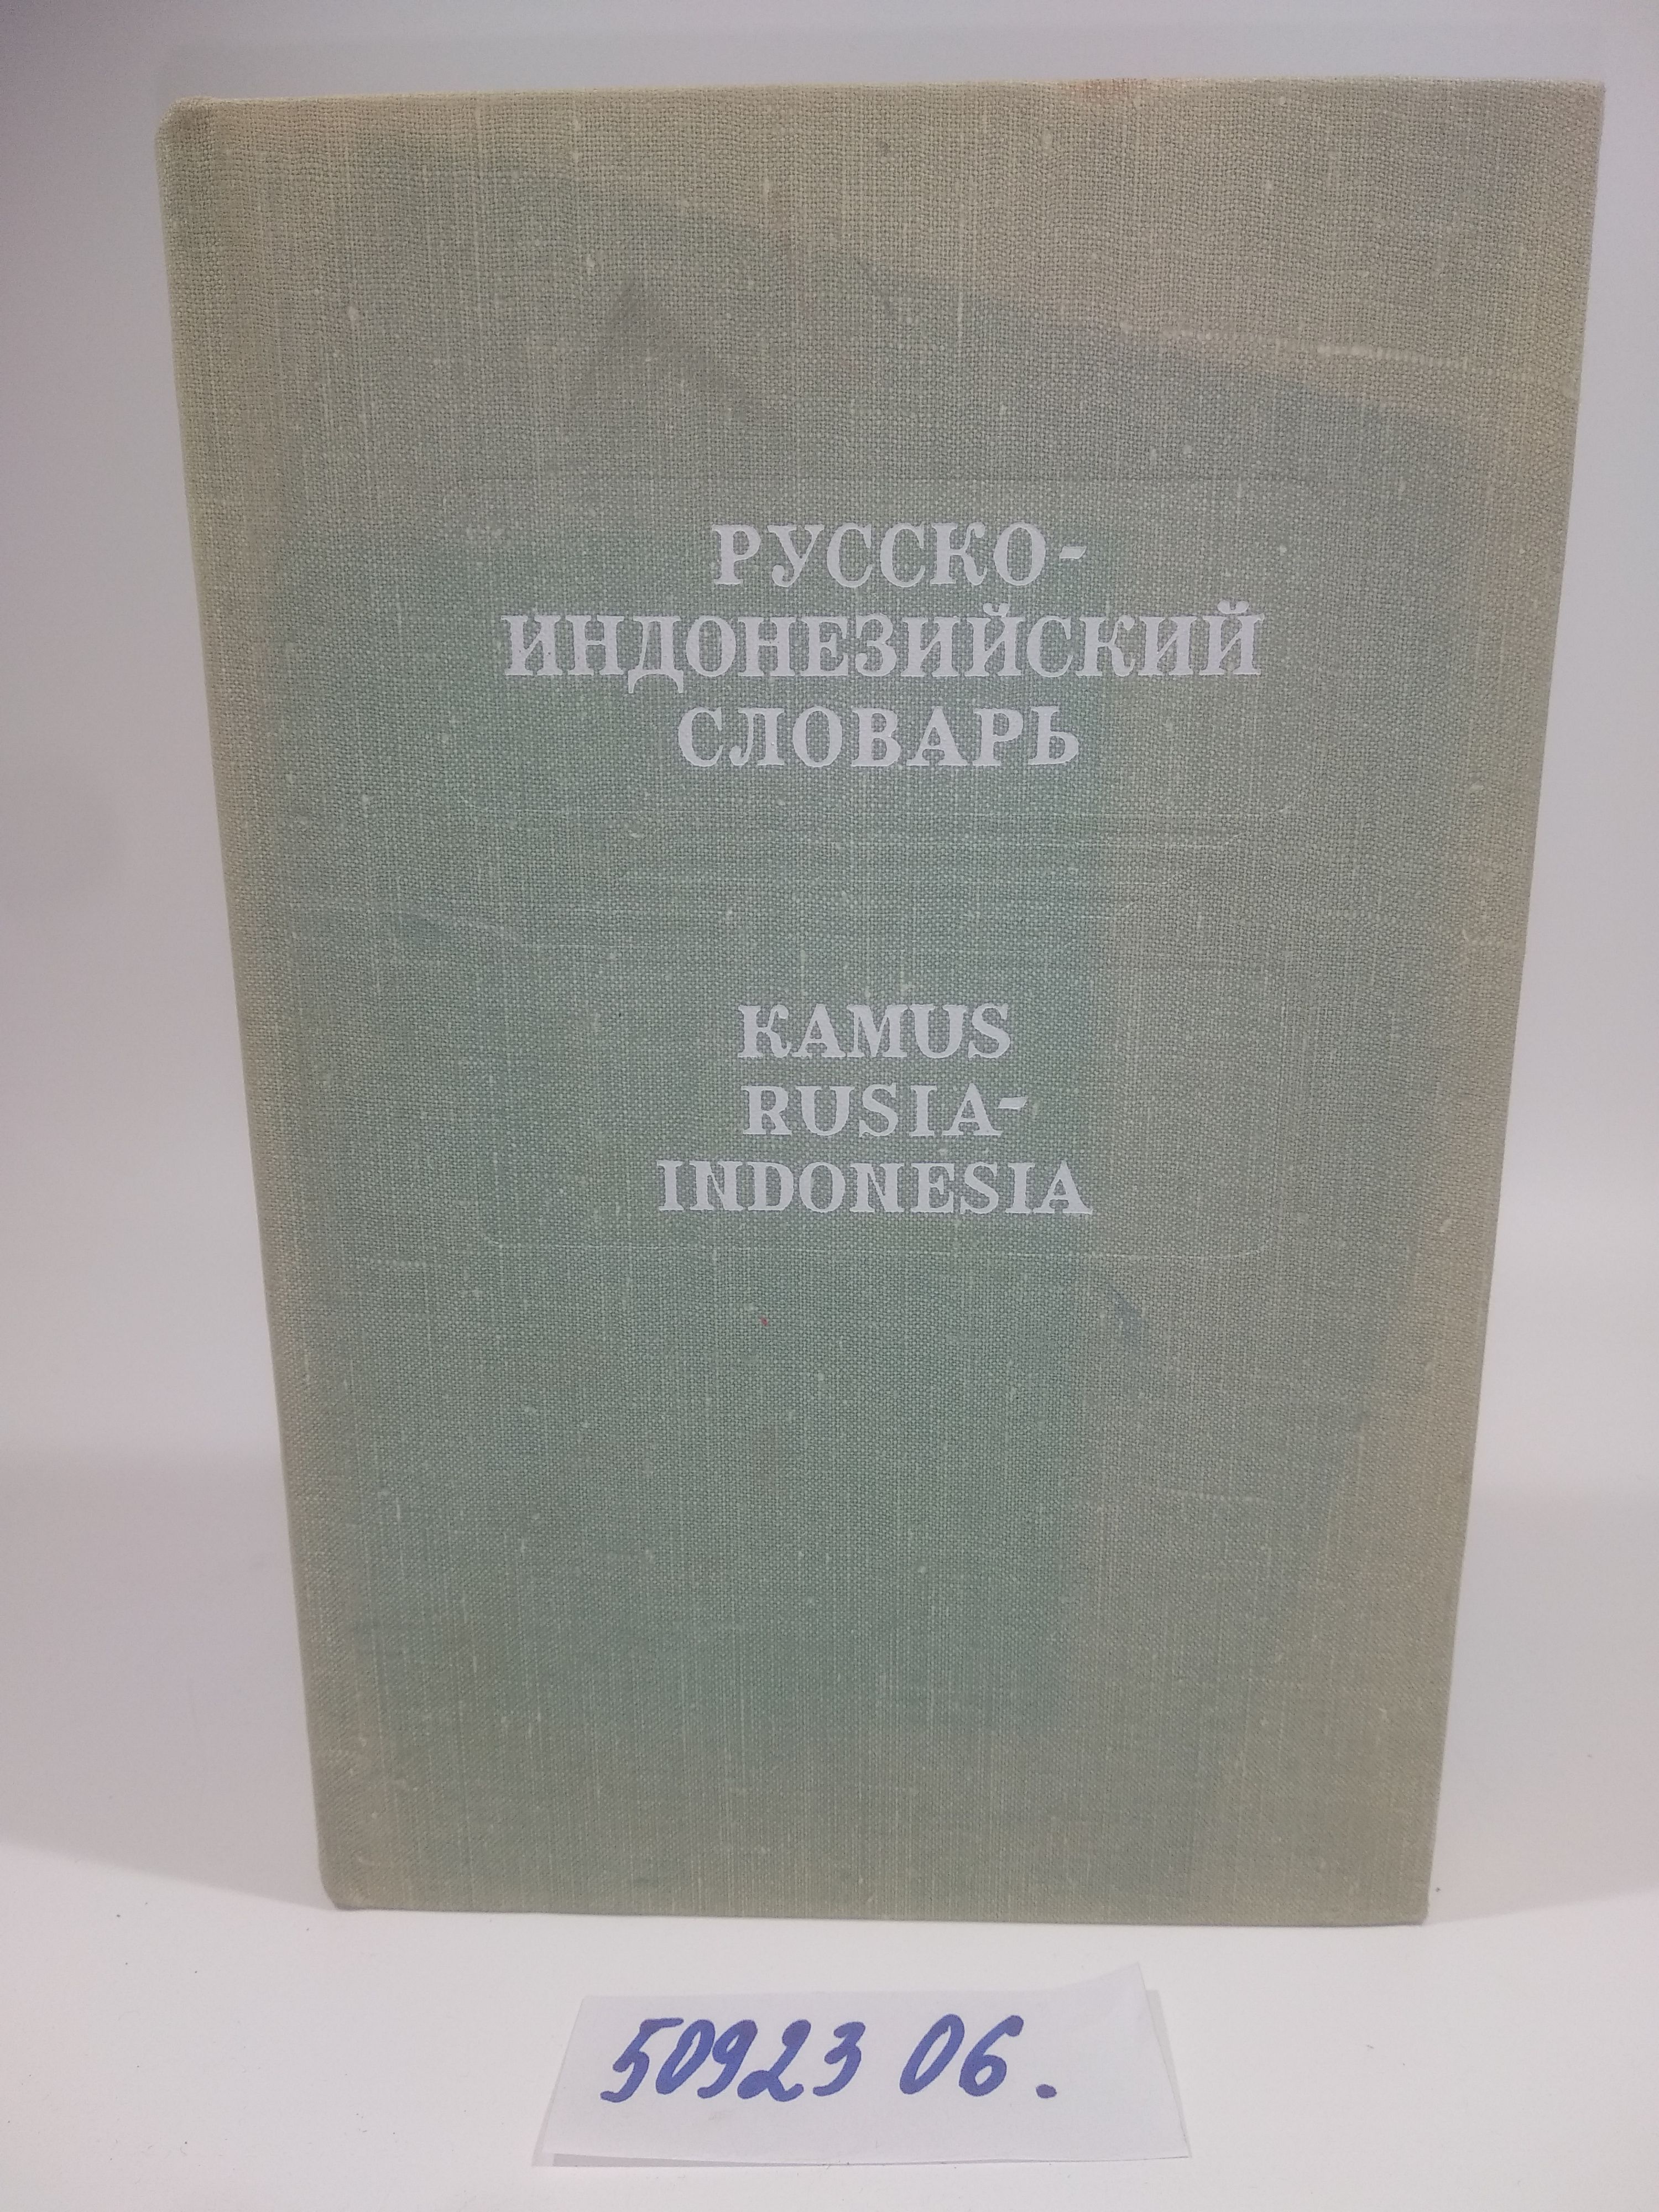 РУССКО-
ИНДОНЕЗИЙСКИЙ
СЛОВАРЬ
KAMUS
RUSIA-
INDONESIA
50923 06.